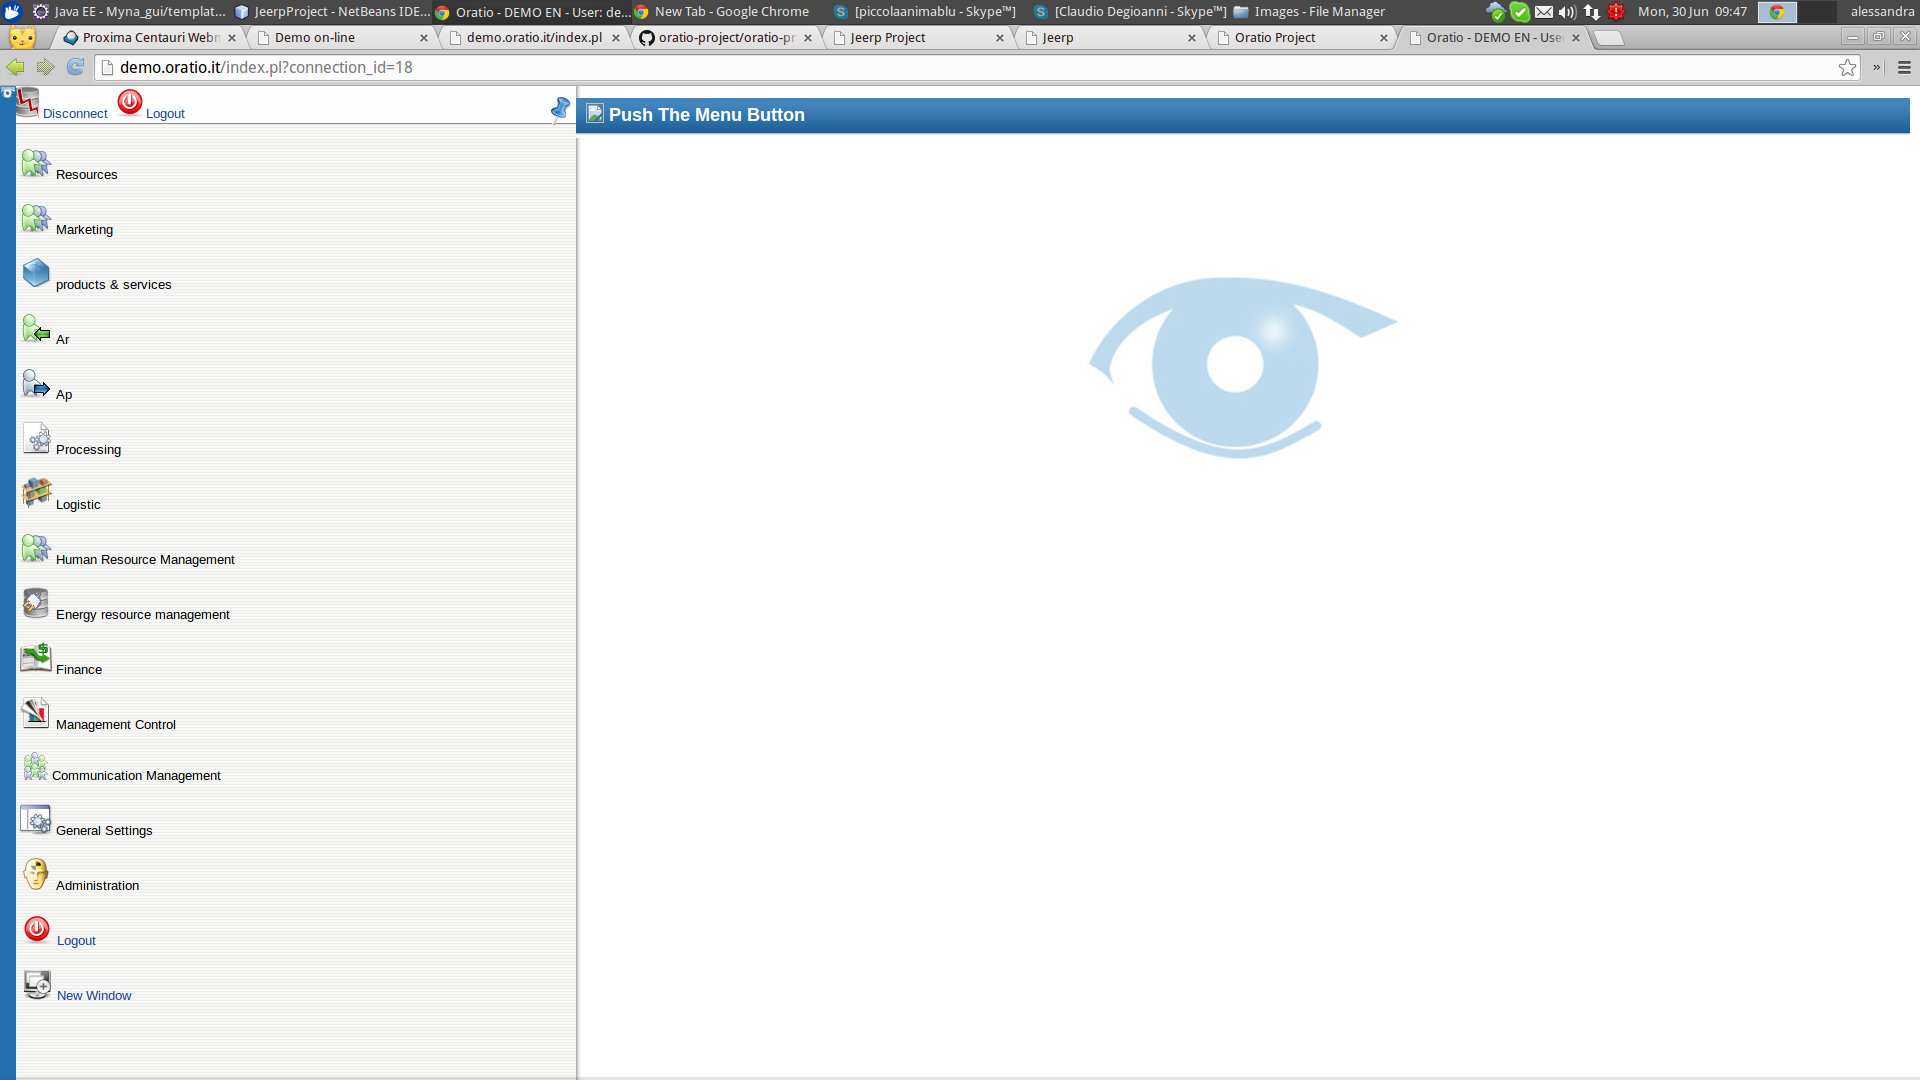 Java EE - Myna_gui/templat... JeerpProject - NetBeans IDE... Oratio - DEMO EN - User: de... New Tab - Google Chrome [piccolaanimablu - Skype™] [Claudio Degioanni - Skype™] Images - File Manager Mon, 30 Jun 09:47 alessandra
Proxima Centauri Webm Demo on-line demo.oratio.it/index.pl oratio-project/oratio-pr Jeerp Project Jeerp Oratio Project Oratio - DEMO EN - Use
demo.oratio.it/index.pl?connection_id=18
Disconnect Logout
Push The Menu Button
Resources
Marketing
products & services
Ar
Ap
Processing
Logistic
Human Resource Management
Energy resource management
Finance
Management Control
Communication Management
General Settings
Administration
Logout
New Window